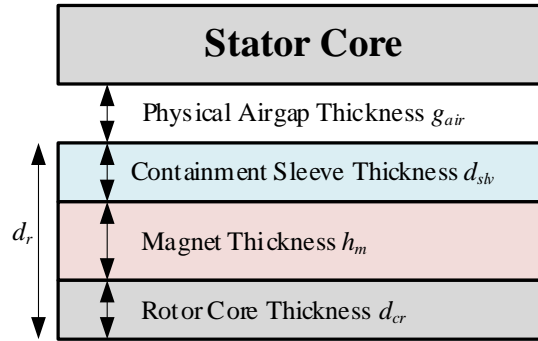 Stator Core
Physical Airgap Thickness g_air
Containment Sleeve Thickness d_slv
d_r
Magnet Thickness h_m
Rotor Core Thickness d_cr